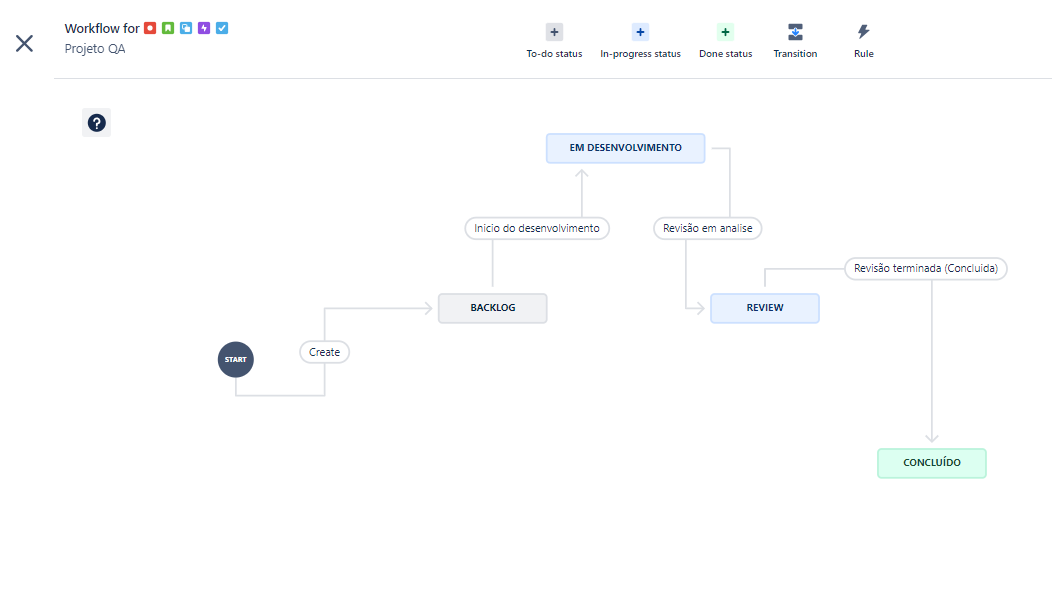 Workflow for
Projeto QA
To-do status
In-progress status
Done status
Transition
Rule
?
EM DESENVOLVIMENTO
Inicio do desenvolvimento
Revisão em analise
Revisão terminada (Concluida)
BACKLOG
REVIEW
START
Create
CONCLUÍDO